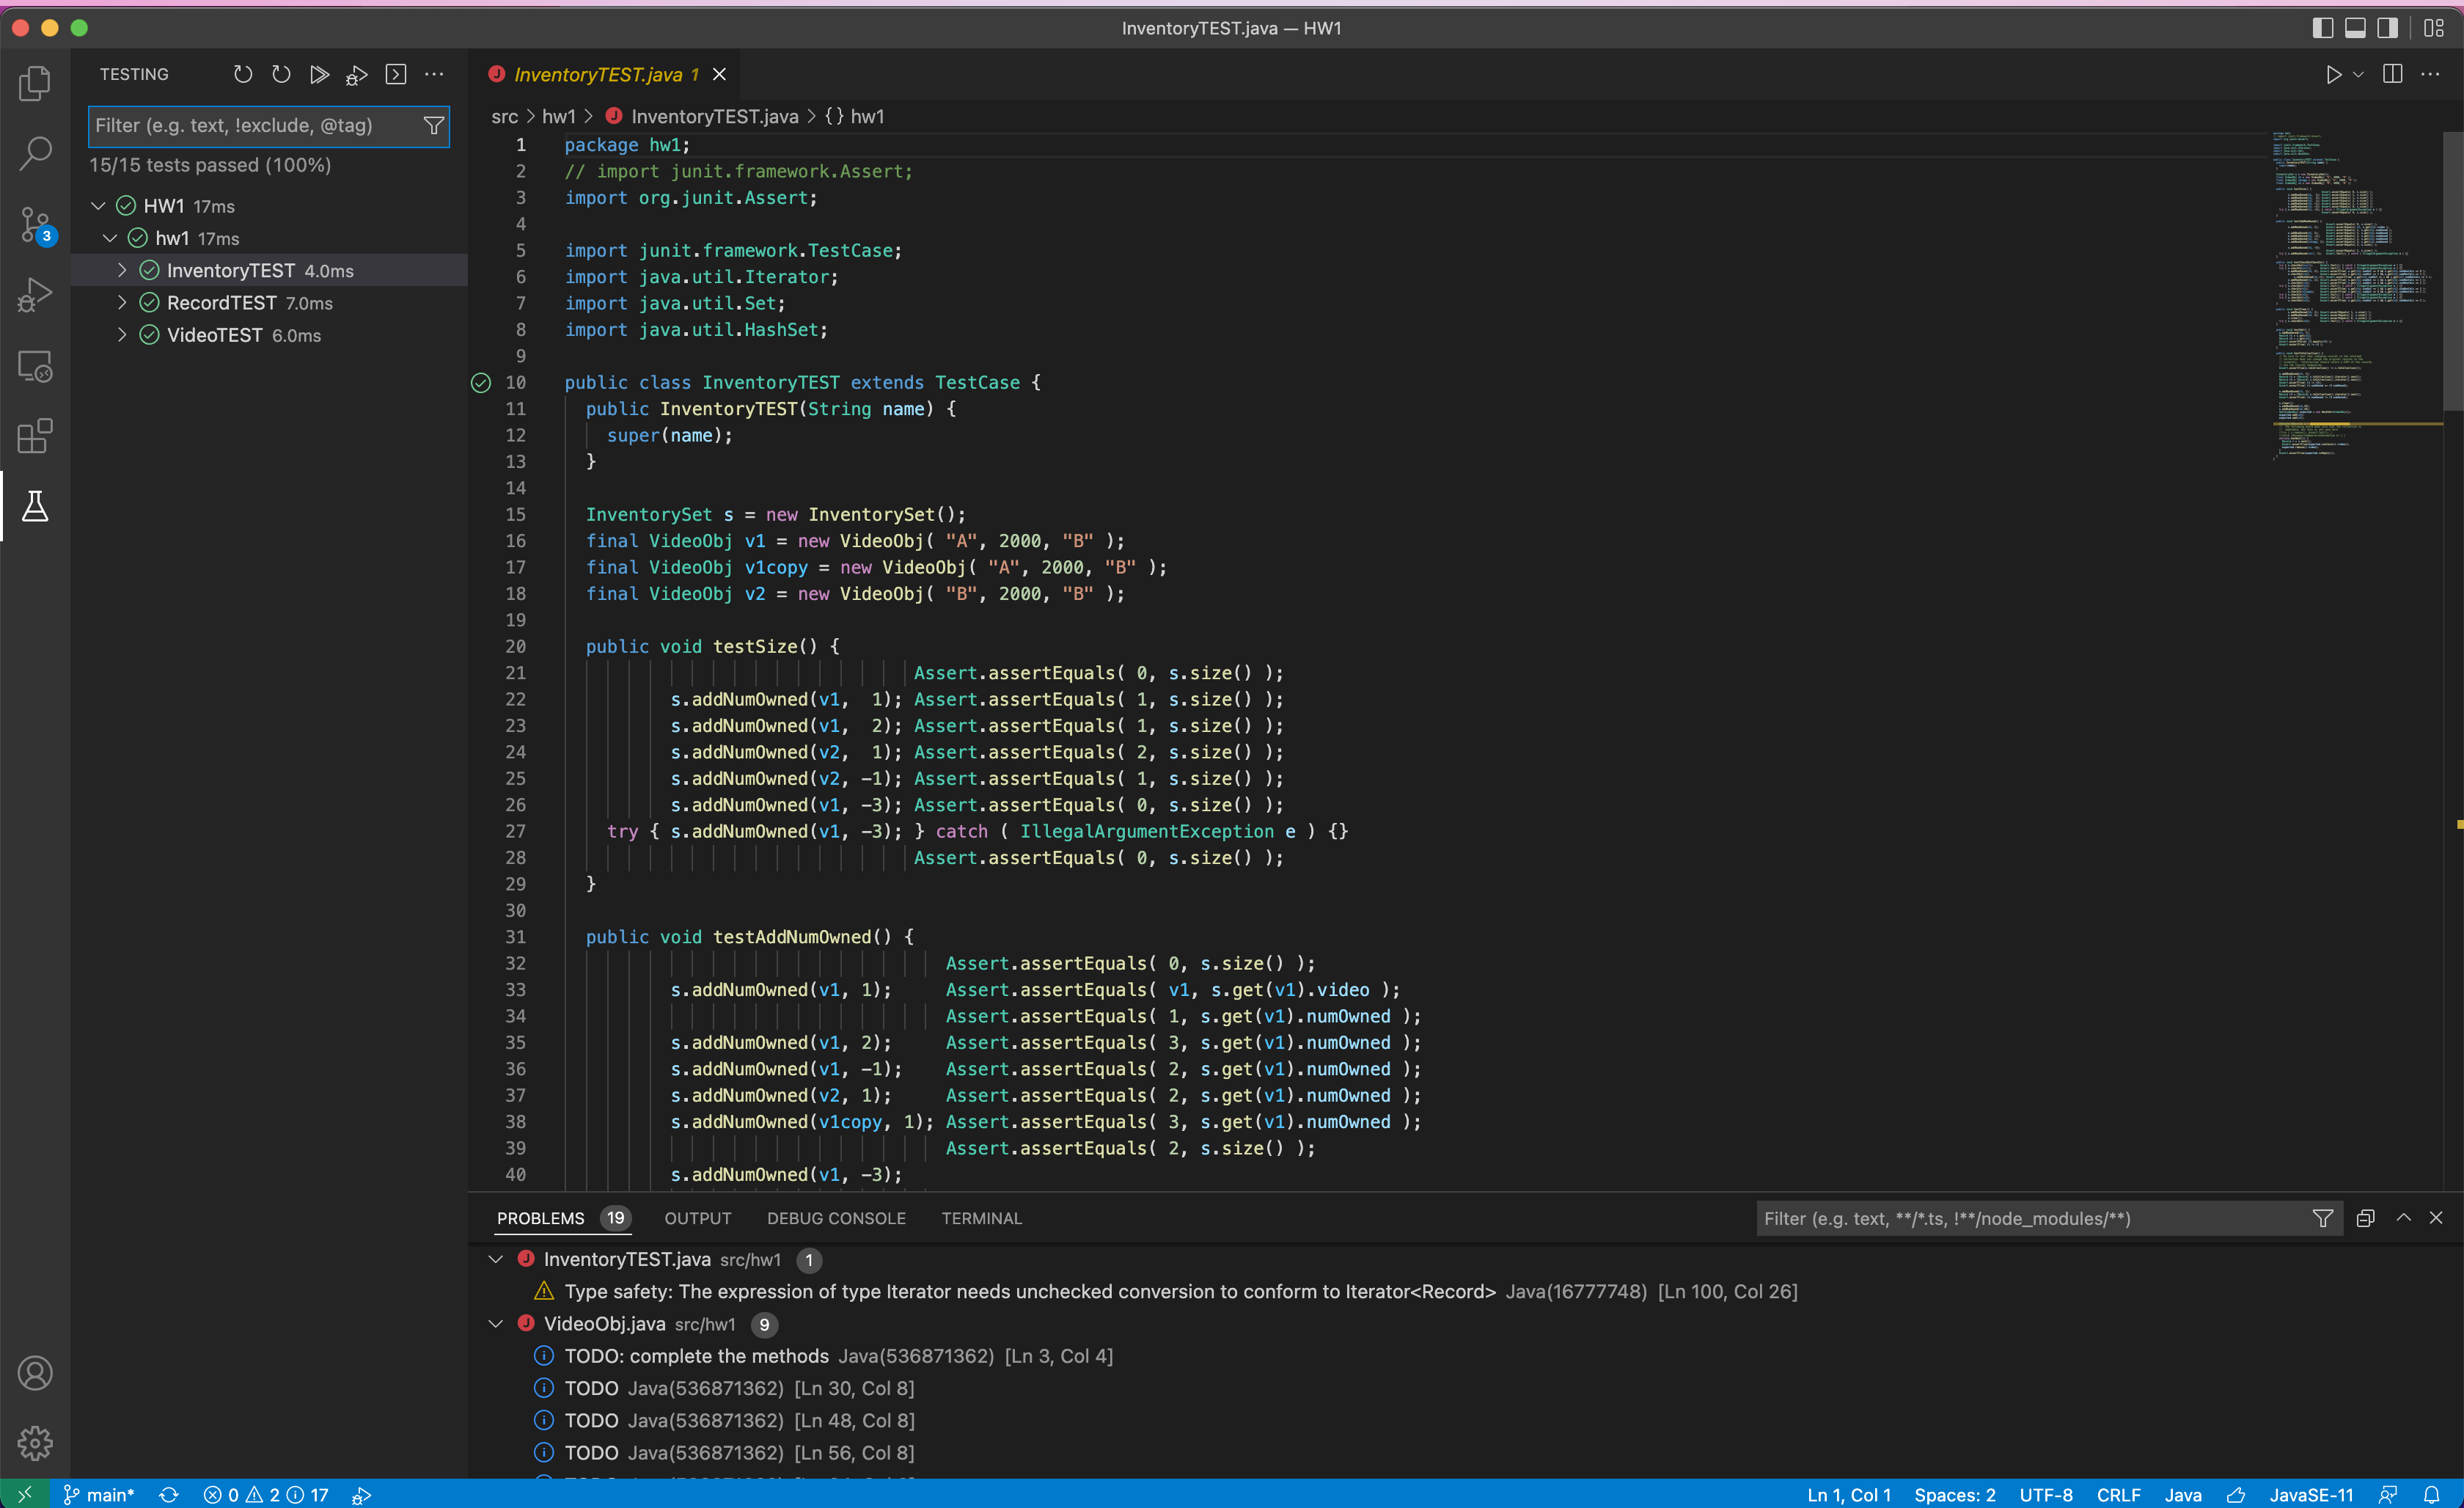 InventoryTEST.java — HW1
TESTING
Filter (e.g. text, !exclude, @tag)
15/15 tests passed (100%)
HW1 17ms
hw1 17ms
InventoryTEST 4.0ms
RecordTEST 7.0ms
VideoTEST 6.0ms
3
InventoryTEST.java 1
src > hw1 > InventoryTEST.java > {} hw1
1 package hw1;
2 // import junit.framework.Assert;
3 import org.junit.Assert;
4
5 import junit.framework.TestCase;
6 import java.util.Iterator;
7 import java.util.Set;
8 import java.util.HashSet;
9
10 public class InventoryTEST extends TestCase {
11 public InventoryTEST(String name) {
12 super(name);
13 }
14
15 InventorySet s = new InventorySet();
16 final VideoObj v1 = new VideoObj( "A", 2000, "B" );
17 final VideoObj v1copy = new VideoObj( "A", 2000, "B" );
18 final VideoObj v2 = new VideoObj( "B", 2000, "B" );
19
20 public void testSize() {
21 Assert.assertEquals( 0, s.size() );
22 s.addNumOwned(v1, 1); Assert.assertEquals( 1, s.size() );
23 s.addNumOwned(v1, 2); Assert.assertEquals( 1, s.size() );
24 s.addNumOwned(v2, 1); Assert.assertEquals( 2, s.size() );
25 s.addNumOwned(v2, -1); Assert.assertEquals( 1, s.size() );
26 s.addNumOwned(v1, -3); Assert.assertEquals( 0, s.size() );
27 try { s.addNumOwned(v1, -3); } catch ( IllegalArgumentException e ) {}
28 Assert.assertEquals( 0, s.size() );
29 }
30
31 public void testAddNumOwned() {
32 Assert.assertEquals( 0, s.size() );
33 s.addNumOwned(v1, 1); Assert.assertEquals( v1, s.get(v1).video );
34 Assert.assertEquals( 1, s.get(v1).numOwned );
35 s.addNumOwned(v1, 2); Assert.assertEquals( 3, s.get(v1).numOwned );
36 s.addNumOwned(v1, -1); Assert.assertEquals( 2, s.get(v1).numOwned );
37 s.addNumOwned(v2, 1); Assert.assertEquals( 2, s.get(v1).numOwned );
38 s.addNumOwned(v1copy, 1); Assert.assertEquals( 3, s.get(v1).numOwned );
39 Assert.assertEquals( 2, s.size() );
40 s.addNumOwned(v1, -3);
PROBLEMS 19 OUTPUT DEBUG CONSOLE TERMINAL
Filter (e.g. text, **/*.ts, !**/node_modules/**)
InventoryTEST.java src/hw1 1
Type safety: The expression of type Iterator needs unchecked conversion to conform to Iterator<Record> Java(16777748) [Ln 100, Col 26]
VideoObj.java src/hw1 9
TODO: complete the methods Java(536871362) [Ln 3, Col 4]
TODO Java(536871362) [Ln 30, Col 8]
TODO Java(536871362) [Ln 48, Col 8]
TODO Java(536871362) [Ln 56, Col 8]
main* 0 2 17
Ln 1, Col 1 Spaces: 2 UTF-8 CRLF Java JavaSE-11